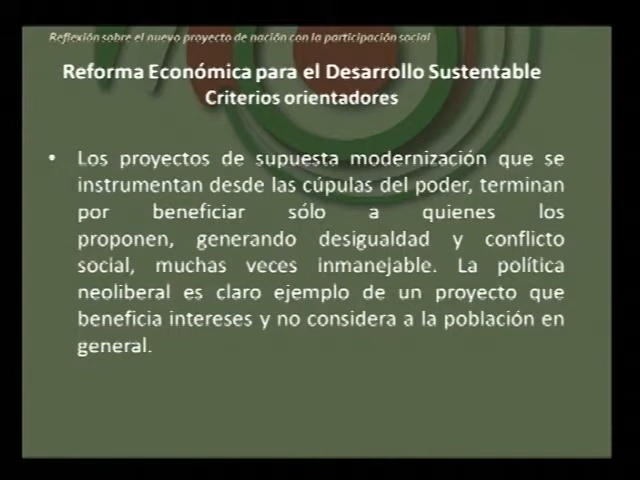 Reflexión sobre el nuevo proyecto de nación con la participación social
Reforma Económica para el Desarrollo Sustentable
Criterios orientadores
• Los proyectos de supuesta modernización que se
instrumentan desde las cúpulas del poder, terminan
por beneficiar sólo a quienes los
proponen, generando desigualdad y conflicto
social, muchas veces inmanejable. La política
neoliberal es claro ejemplo de un proyecto que
beneficia intereses y no considera a la población en
general.